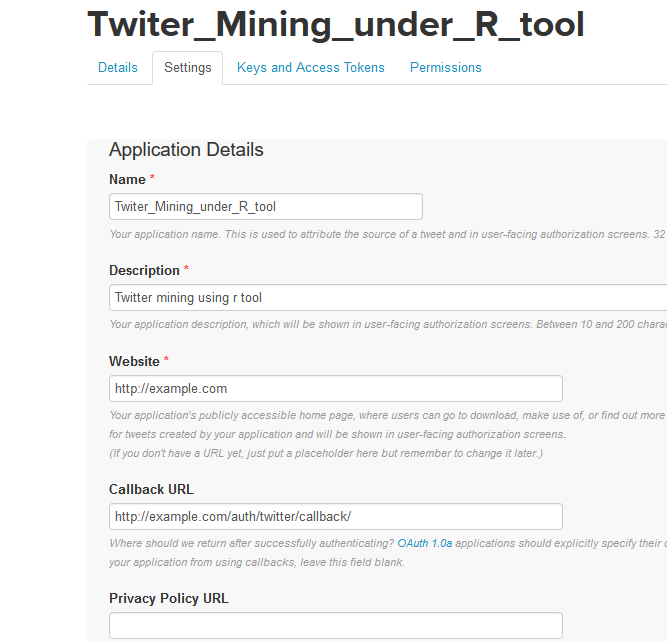 Twiter_Mining_under_R_tool
Details Settings Keys and Access Tokens Permissions
Application Details
Name *
Twiter_Mining_under_R_tool
Your application name. This is used to attribute the source of a tweet and in user-facing authorization screens. 32
Description *
Twitter mining using r tool
Your application description, which will be shown in user-facing authorization screens. Between 10 and 200
Website *
http://example.com
Your application's publicly accessible home page, where users can go to download, make use of, or find out more
for tweets created by your application and will be shown in user-facing authorization screens.
(If you don't have a URL yet, just put a placeholder here but remember to change it later.)
Callback URL
http://example.com/auth/twitter/callback/
Where should we return after successfully authenticating? OAuth 1.0a applications should explicitly specify their
your application from using callbacks, leave this field blank.
Privacy Policy URL